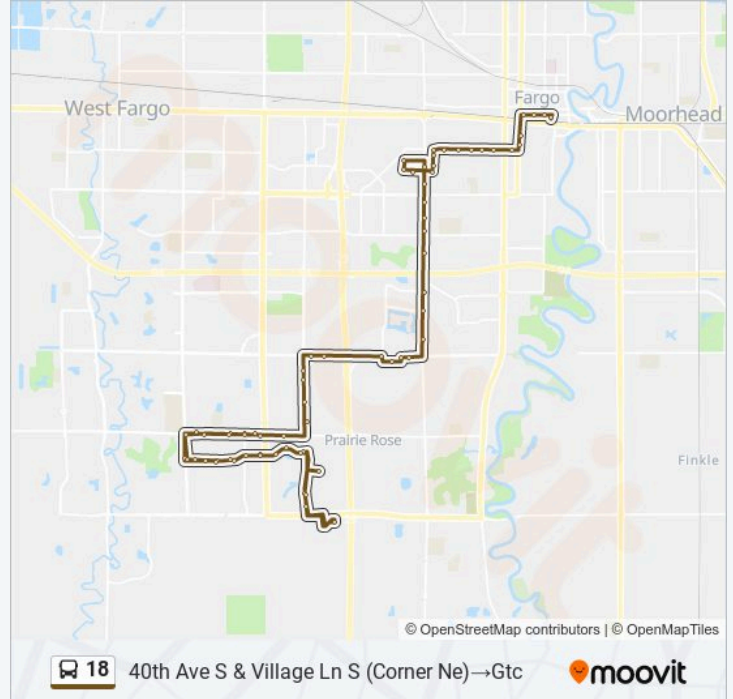 Fargo
West Fargo
Moorhead
Prairie Rose
Finkle
moovit
© OpenStreetMap contributors | © OpenMapTiles
18 40th Ave S & Village Ln S (Corner Ne)→Gtc
moovit